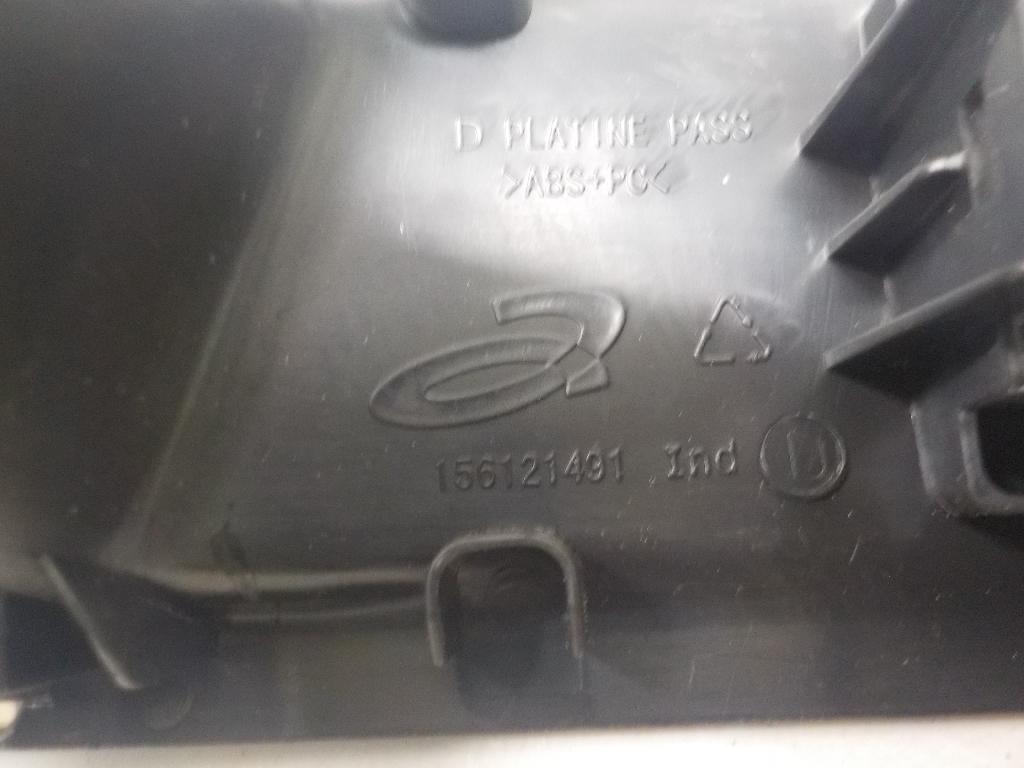 D PLATINE PASS
>ABS+PC<
156121491 Ind D